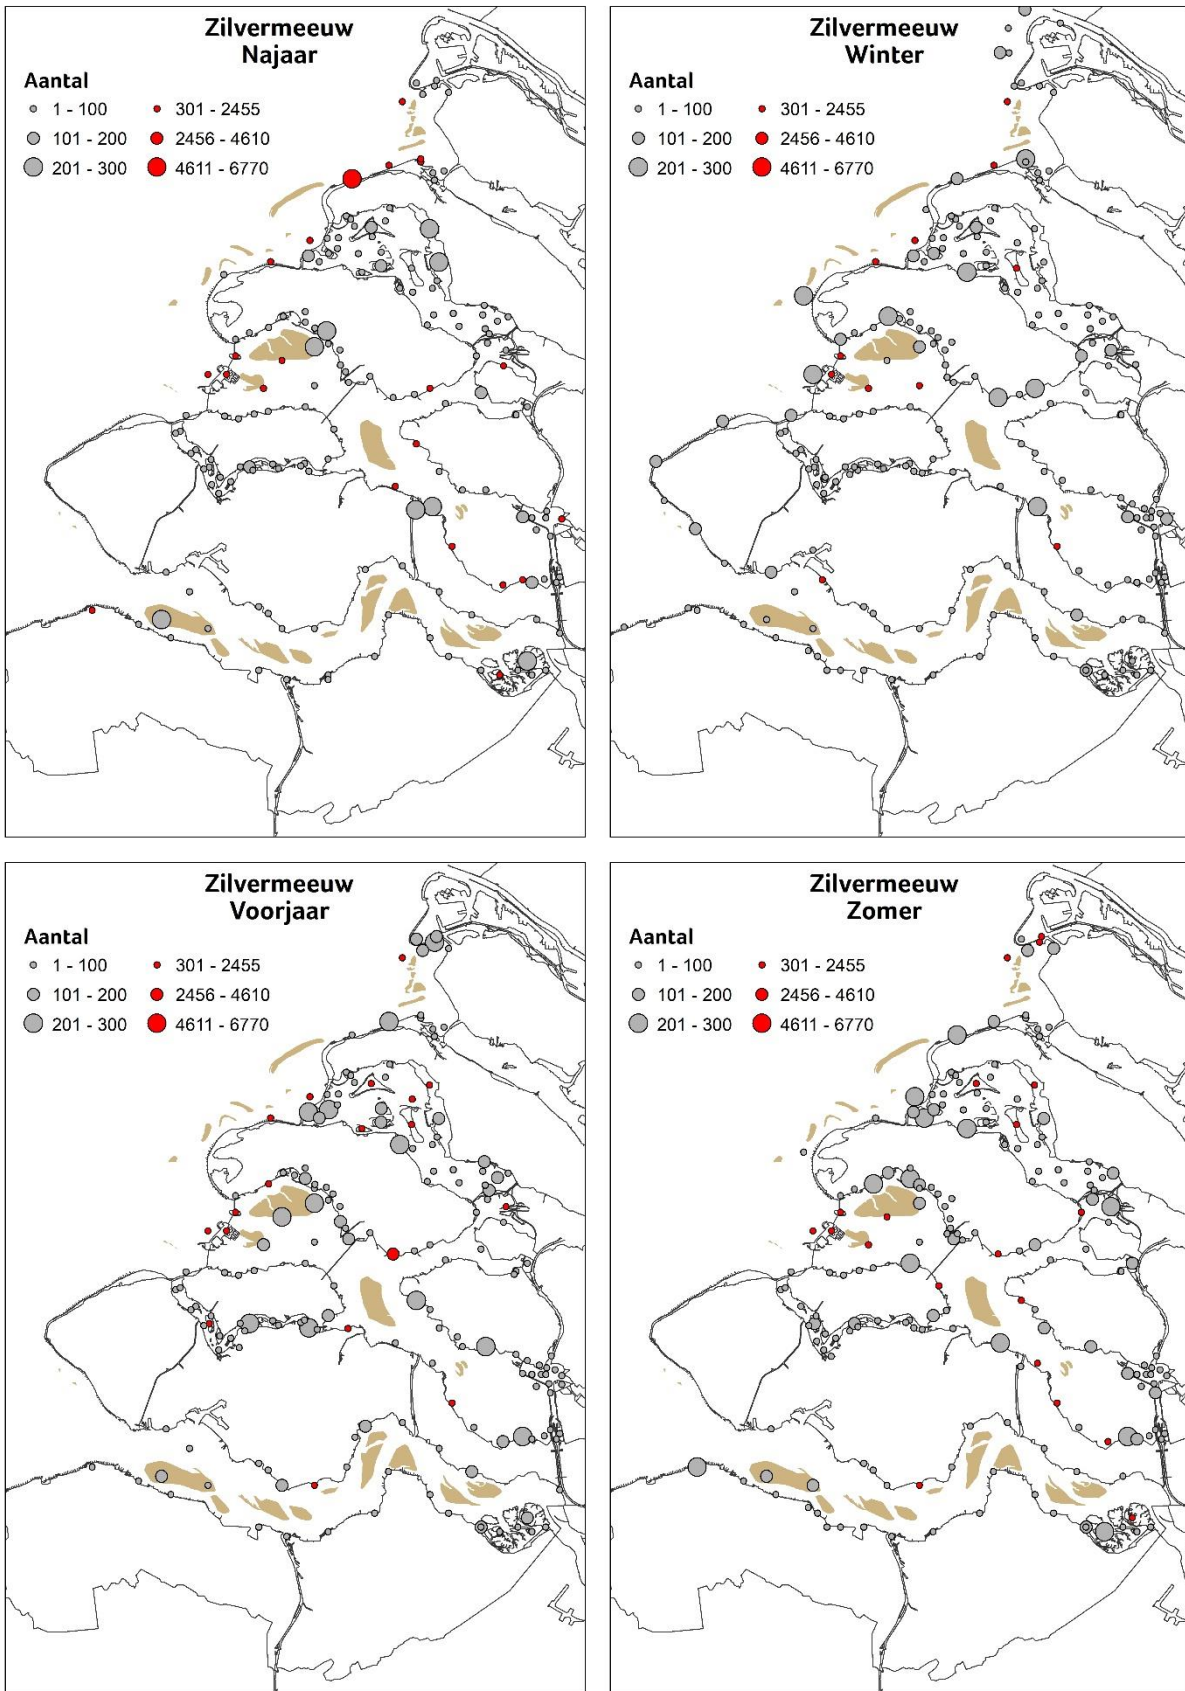 Zilvermeeuw
Najaar
Aantal
1 - 100
301 - 2455
101 - 200
2456 - 4610
201 - 300
4611 - 6770
Zilvermeeuw
Winter
Aantal
1 - 100
301 - 2455
101 - 200
2456 - 4610
201 - 300
4611 - 6770
Zilvermeeuw
Voorjaar
Aantal
1 - 100
301 - 2455
101 - 200
2456 - 4610
201 - 300
4611 - 6770
Zilvermeeuw
Zomer
Aantal
1 - 100
301 - 2455
101 - 200
2456 - 4610
201 - 300
4611 - 6770